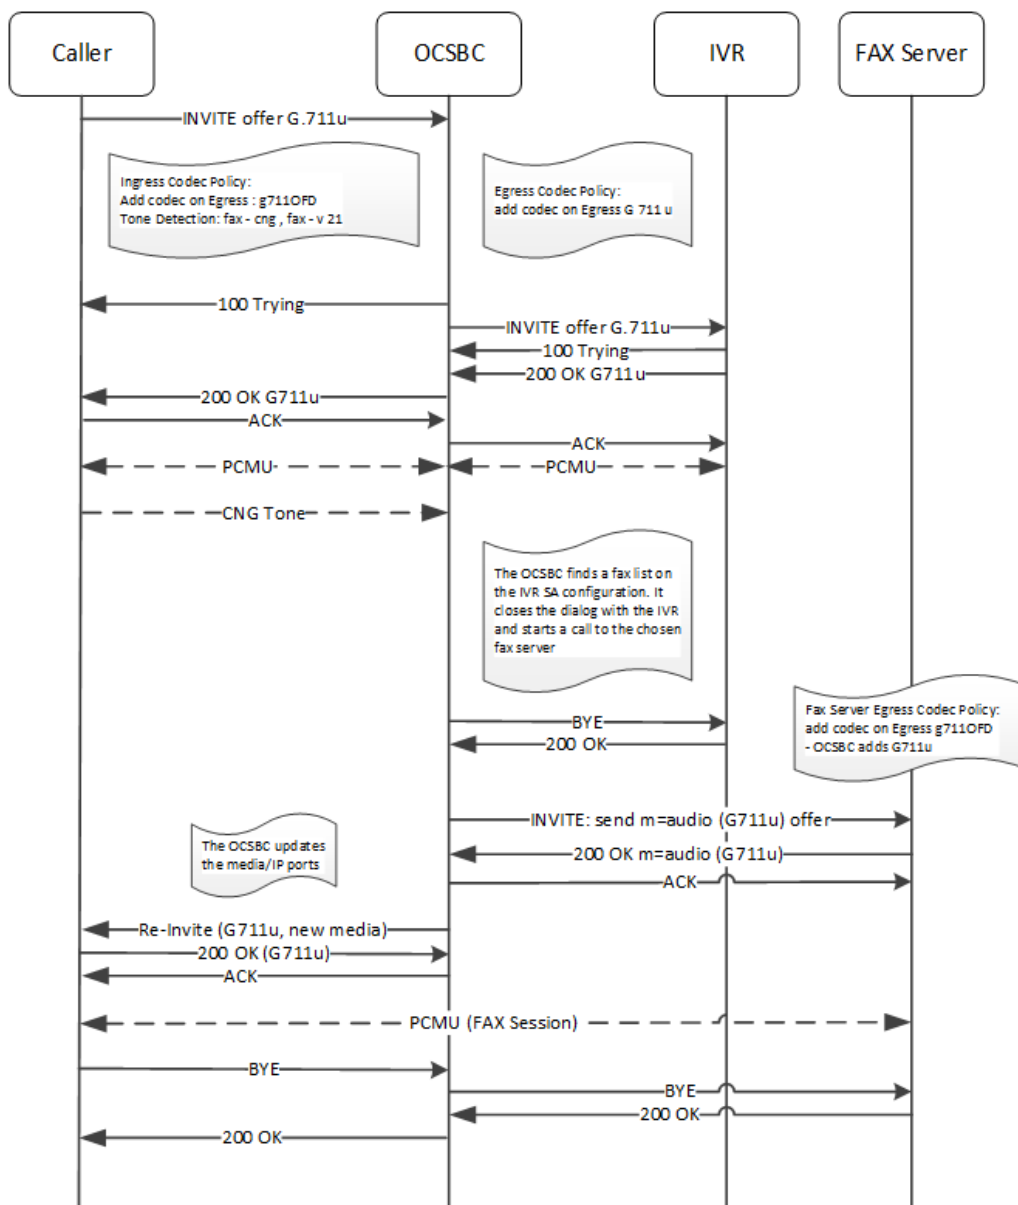 Caller
OCSBC
IVR
FAX Server
INVITE offer G.711u
Ingress Codec Policy:
Add codec on Egress : g711OFD
Tone Detection: fax - cng , fax - v 21
Egress Codec Policy:
add codec on Egress G 711 u
100 Trying
INVITE offer G.711u
100 Trying
200 OK G711u
200 OK G711u
ACK
ACK
PCMU-
PCMU
CNG Tone
The OCSBC finds a fax list on
the IVR SA configuration. It
closes the dialog with the IVR
and starts a call to the chosen
fax server
Fax Server Egress Codec Policy:
add codec on Egress g711OFD
- OCSBC adds G711u
BYE
200 OK
INVITE: send m=audio (G711u) offer
The OCSBC updates
the media/IP ports
200 OK m=audio (G711u)
ACK
Re-Invite (G711u, new media)
200 OK (G711u)
ACK
PCMU (FAX Session)
BYE
BYE
200 OK
200 OK